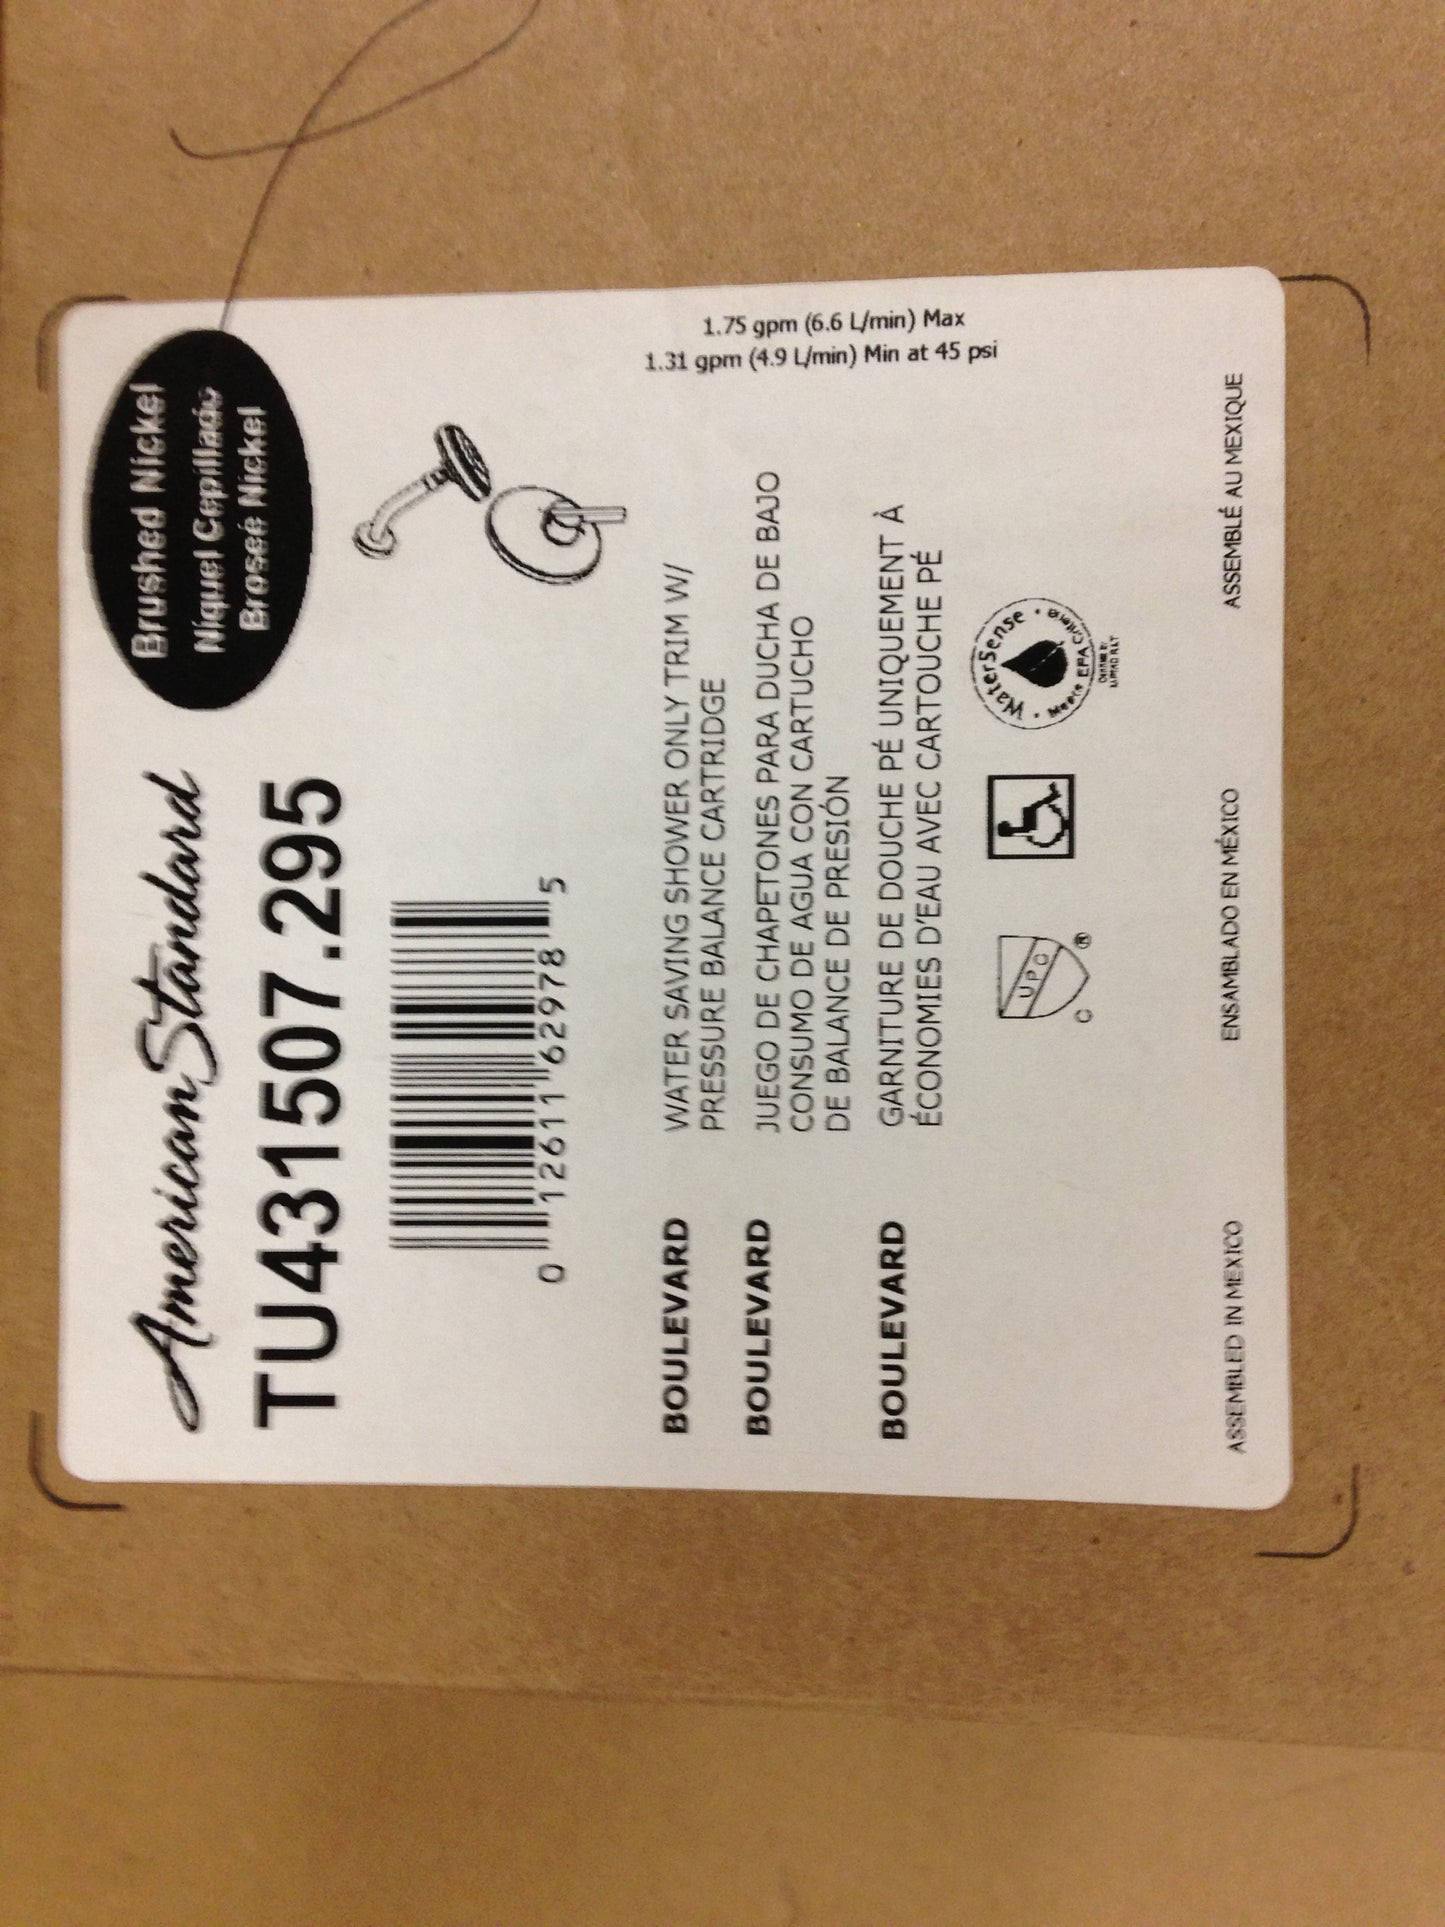 American Standard
Brushed Nickel
Níquel Cepillado
Broseé Nickel
TU431507.295
0 12611 62978 5
BOULEVARD
WATER SAVING SHOWER ONLY TRIM W/
PRESSURE BALANCE CARTRIDGE
BOULEVARD
JUEGO DE CHAPETONES PARA DUCHA DE BAJO
CONSUMO DE AGUA CON CARTUCHO
DE BALANCE DE PRESIÓN
BOULEVARD
GARNITURE DE DOUCHE PÉ UNIQUEMENT À
ÉCONOMIES D'EAU AVEC CARTOUCHE PÉ
1.75 gpm (6.6 L/min) Max
1.31 gpm (4.9 L/min) Min at 45 psi
UPC
C ®
WaterSense
Meets EPA Criteria
ASSEMBLED IN MEXICO
ENSAMBLADO EN MÉXICO
ASSEMBLÉ AU MEXIQUE